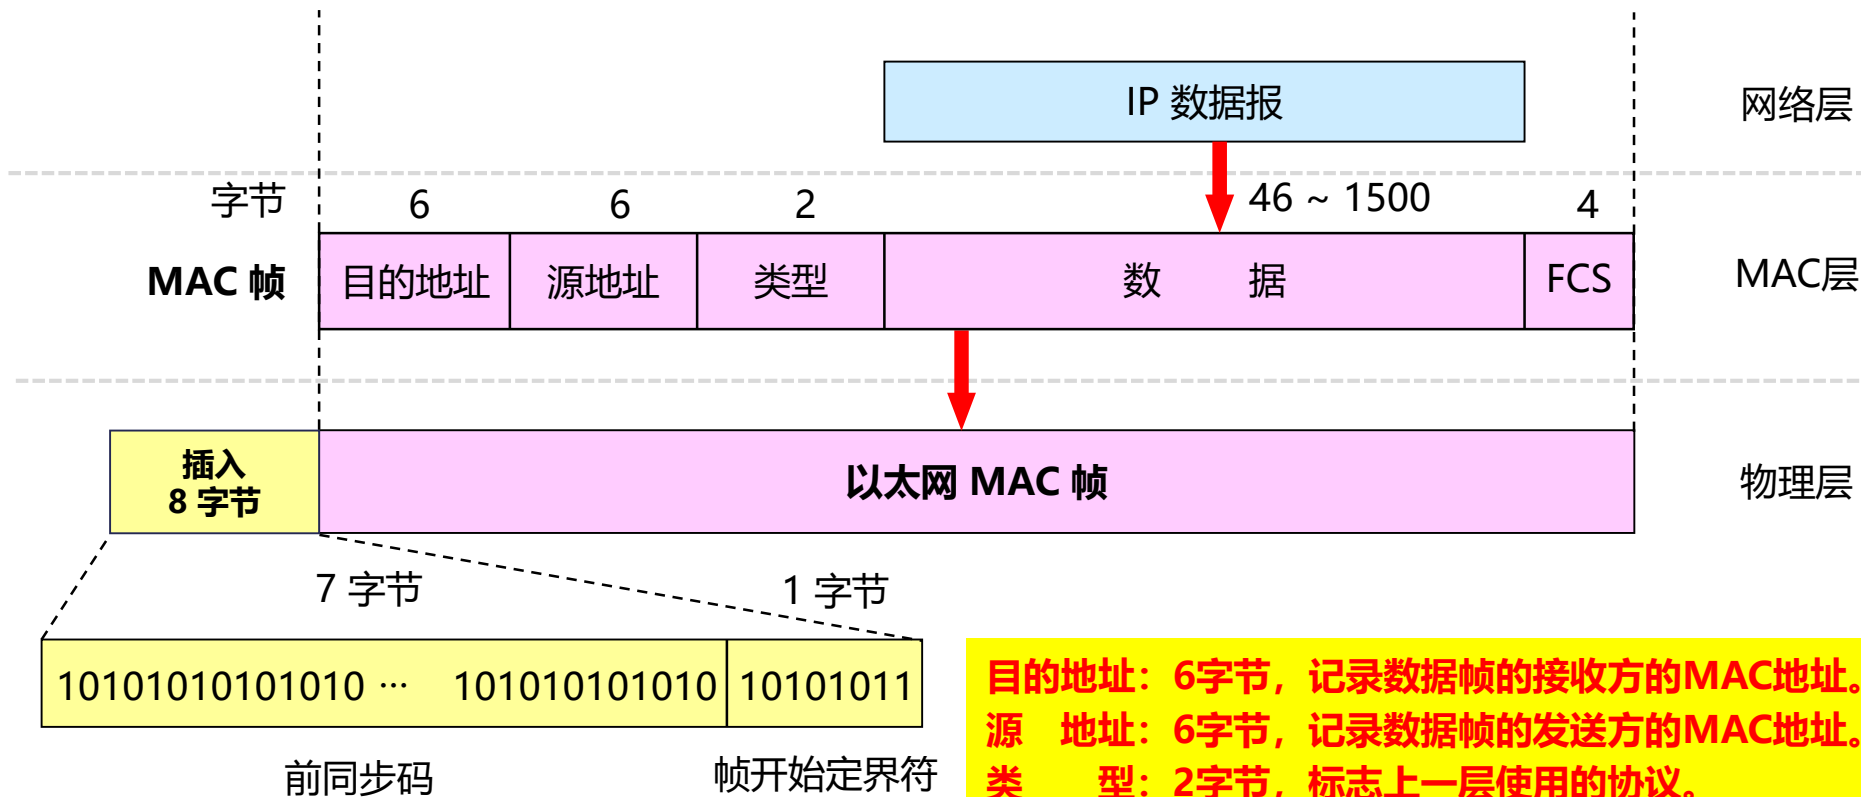 IP 数据报
网络层
字节
6
6
2
46 ~ 1500
4
MAC 帧
目的地址
源地址
类型
数 据
FCS
MAC层
插入
8 字节
以太网 MAC 帧
物理层
7 字节
1 字节
10101010101010 ··· 101010101010
10101011
前同步码
帧开始定界符
目的地址：6字节，记录数据帧的接收方的MAC地址。
源 地址：6字节，记录数据帧的发送方的MAC地址。
类 型：2字节，标志上一层使用的协议。